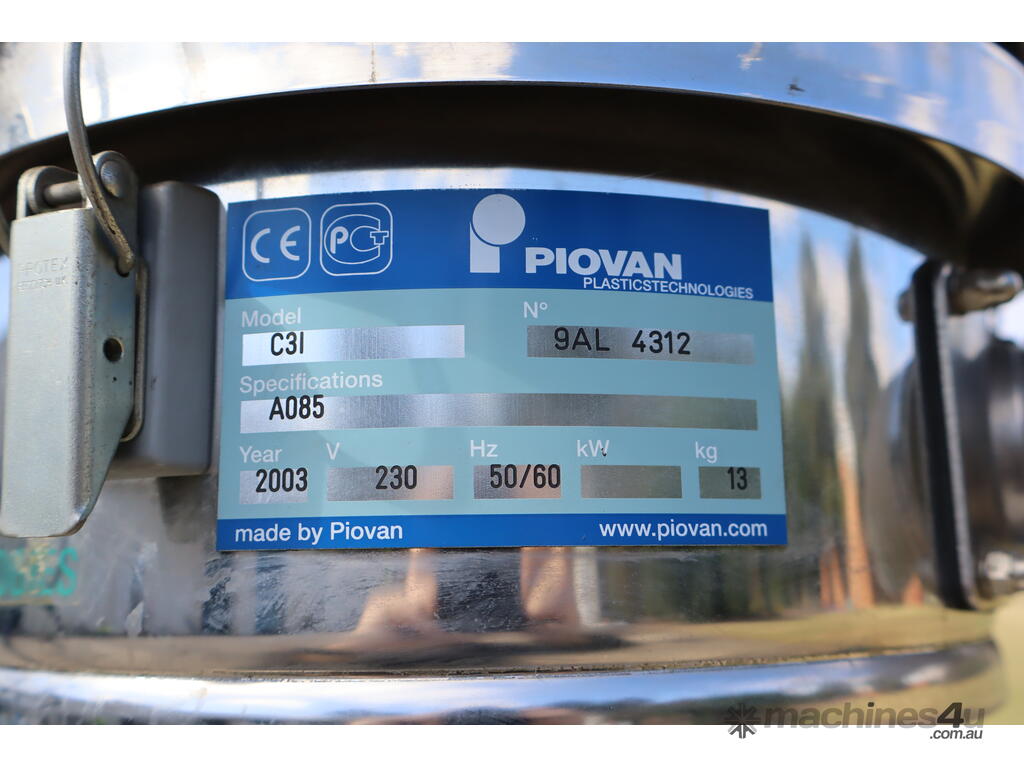 CE PCT
PIOVAN
PLASTICSTECHNOLOGIES
Model N°
C3I 9AL 4312
Specifications
A085
Year V Hz kW kg
2003 230 50/60 13
made by Piovan www.piovan.com
machines4u
.com.au